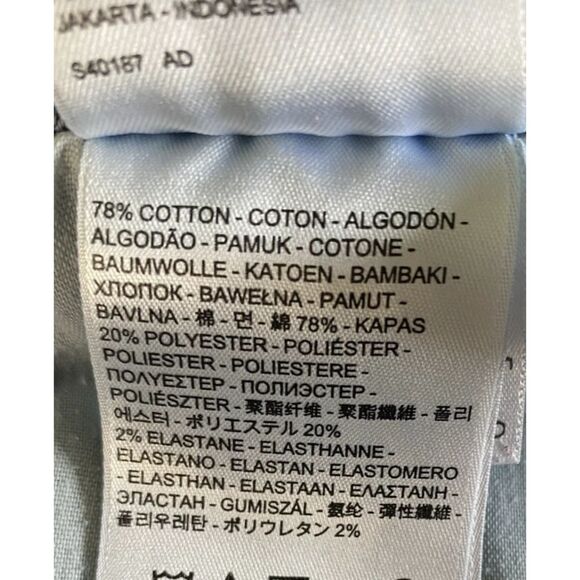 JAKARTA - INDONESIA
S40187 AD
78% COTTON - COTON - ALGODÓN -
ALGODÃO - PAMUK - COTONE -
BAUMWOLLE - KATOEN - BAMBAKI -
ХЛОПОК - BAWEŁNA - PAMUT -
BAVLNA - 棉 - 면 - 綿 78% - KAPAS
20% POLYESTER - POLIÉSTER -
POLIESTER - POLIESTERE -
ΠΟΛΥΕΣΤΕΡ - ПОЛИЭСТЕР -
POLIÉSZTER - 聚酯纤维 - 聚酯纖維 - 폴리
에스터 - ポリエステル 20%
2% ELASTANE - ELASTHANNE -
ELASTANO - ELASTAN - ELASTOMERO
- ELASTHAN - ELASTAAN - ΕΛΑΣΤΑΝΗ -
ЭЛАСТАН - GUMISZÁL - 氨纶 - 彈性纖維 -
폴리우레탄 - ポリウレタン 2%